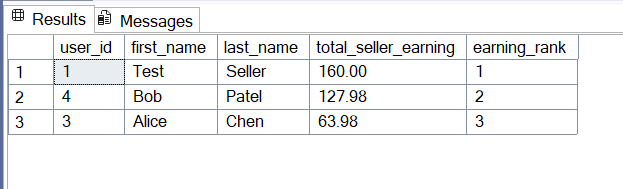 Results Messages
user_id first_name last_name total_seller_earning earning_rank
1 1 Test Seller 160.00 1
2 4 Bob Patel 127.98 2
3 3 Alice Chen 63.98 3